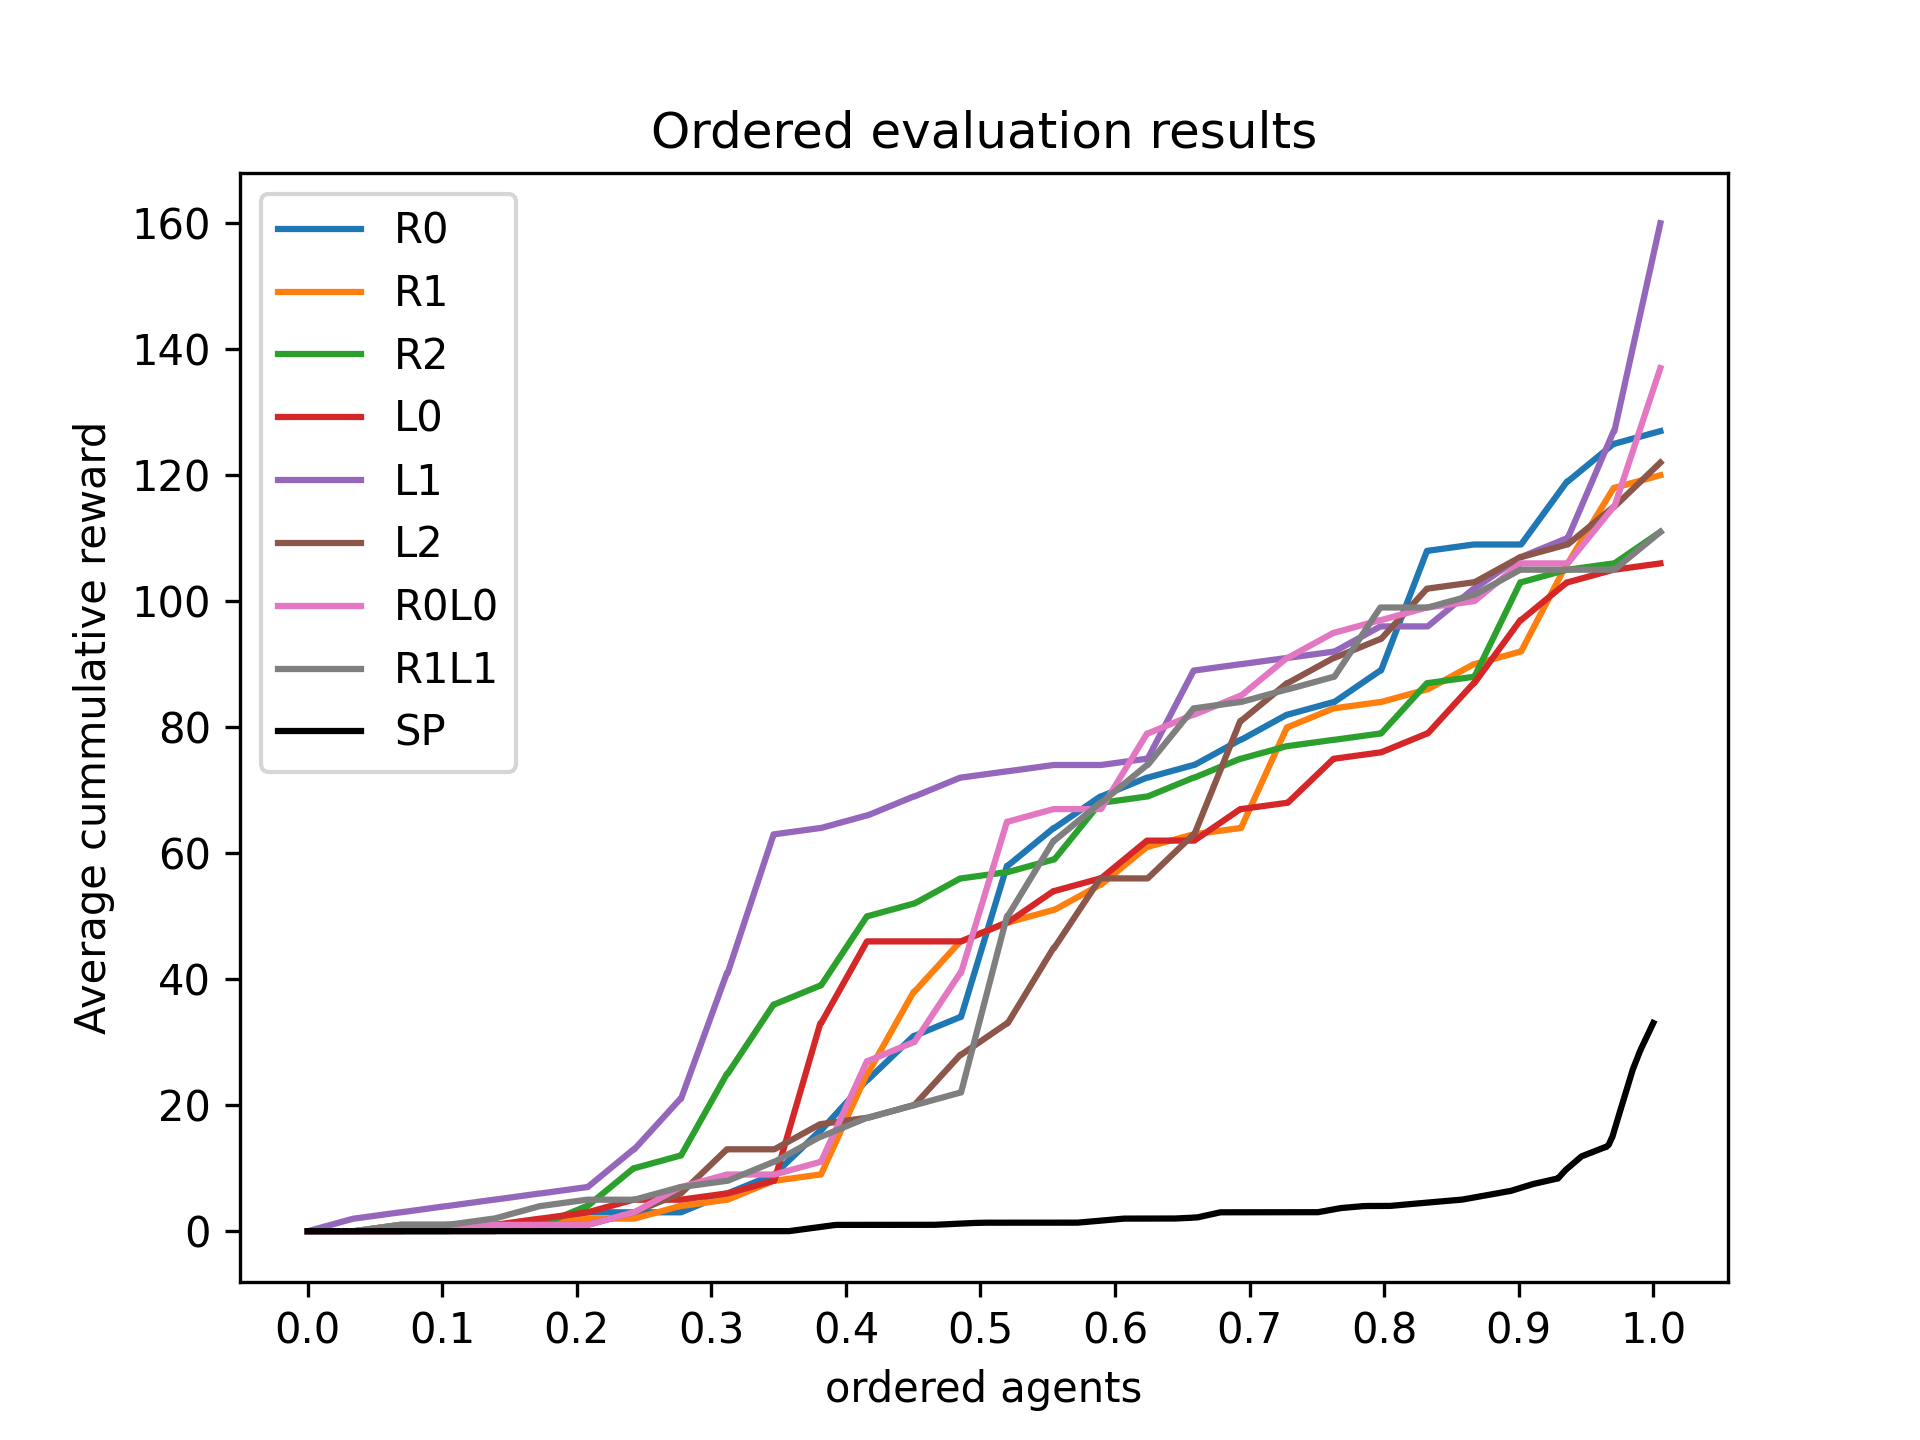 Ordered evaluation results
Average cummulative reward
160
140
120
100
80
60
40
20
0
R0
R1
R2
L0
L1
L2
R0L0
R1L1
SP
0.0 0.1 0.2 0.3 0.4 0.5 0.6 0.7 0.8 0.9 1.0
ordered agents